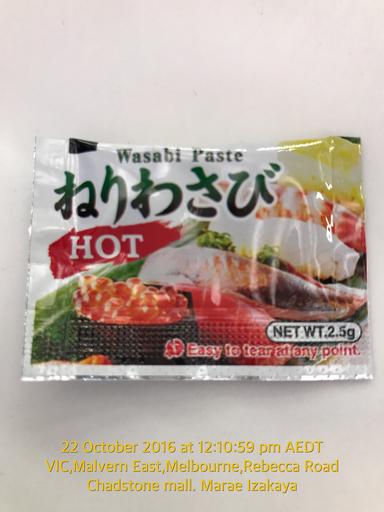 Wasabi Paste
ねりわさび
HOT
NET WT.2.5g
Easy to tear at any point.
22 October 2016 at 12:10:59 pm AEDT
VIC,Malvern East,Melbourne,Rebecca Road
Chadstone mall. Marae Izakaya